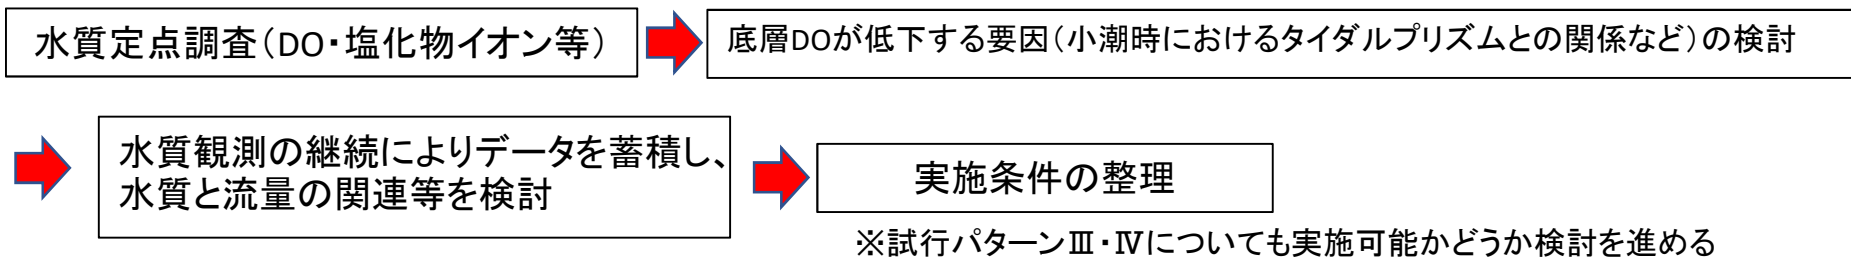 水質定点調査（DO・塩化物イオン等）
底層DOが低下する要因（小潮時におけるタイダルプリズムとの関係など）の検討
水質観測の継続によりデータを蓄積し、
水質と流量の関連等を検討
実施条件の整理
※試行パターンⅢ・Ⅳについても実施可能かどうか検討を進める